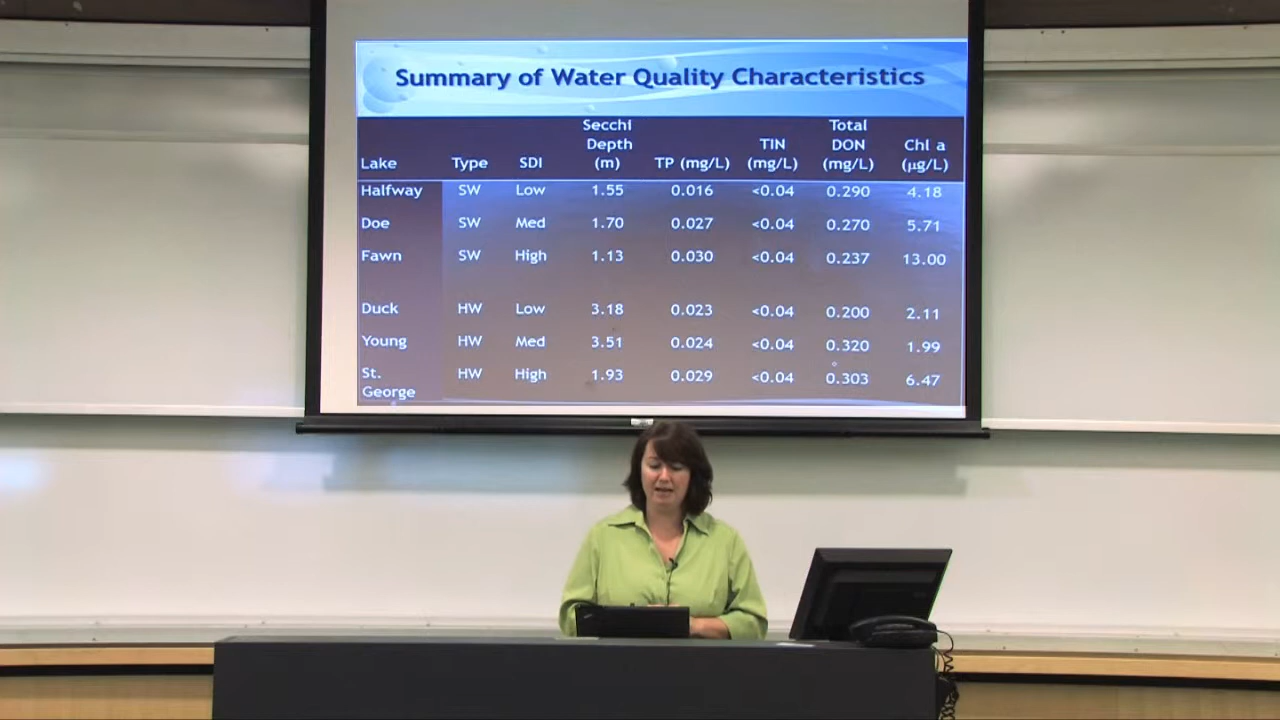 Summary of Water Quality Characteristics
Lake Type SDI Secchi Depth (m) TP (mg/L) TIN (mg/L) Total DON (mg/L) Chl a (μg/L)
Halfway SW Low 1.55 0.016 <0.04 0.290 4.18
Doe SW Med 1.70 0.027 <0.04 0.270 5.71
Fawn SW High 1.13 0.030 <0.04 0.237 13.00
Duck HW Low 3.18 0.023 <0.04 0.200 2.11
Young HW Med 3.51 0.024 <0.04 0.320 1.99
St. George HW High 1.93 0.029 <0.04 0.303 6.47